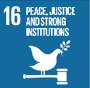 16 PEACE, JUSTICE
AND STRONG
INSTITUTIONS